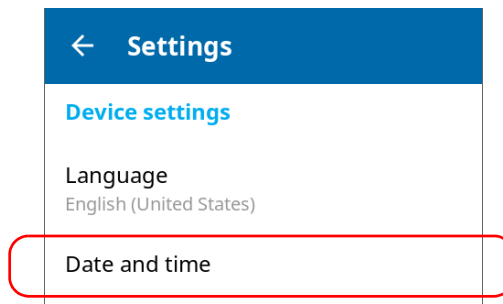 Settings
Device settings
Language
English (United States)
Date and time